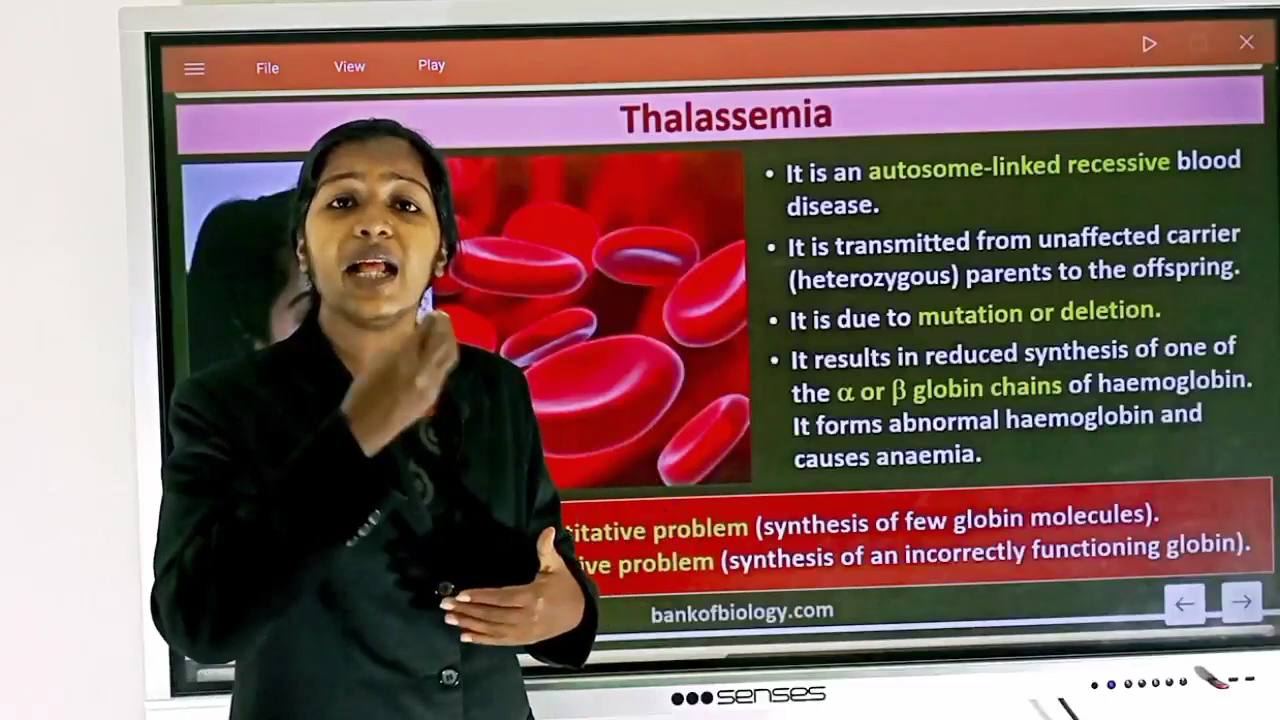 File View Play
Thalassemia
• It is an autosome-linked recessive blood
disease.
• It is transmitted from unaffected carrier
(heterozygous) parents to the offspring.
• It is due to mutation or deletion.
• It results in reduced synthesis of one of
the α or β globin chains of haemoglobin.
It forms abnormal haemoglobin and
causes anaemia.
titative problem (synthesis of few globin molecules).
ive problem (synthesis of an incorrectly functioning globin).
bankofbiology.com
senses